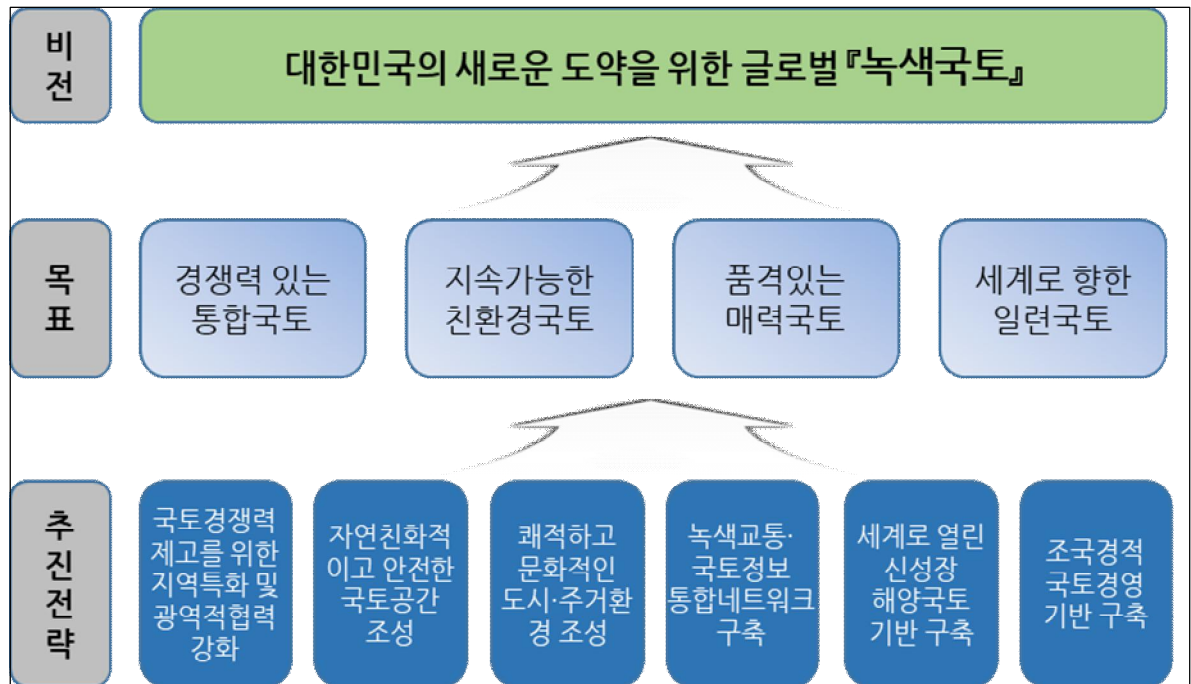 비
전
대한민국의 새로운 도약을 위한 글로벌 『녹색국토』
목
표
경쟁력 있는
통합국토
지속가능한
친환경국토
품격있는
매력국토
세계로 향한
일련국토
추
진
전
략
국토경쟁력
제고를 위한
지역특화 및
광역적협력
강화
자연친화적
이고 안전한
국토공간
조성
쾌적하고
문화적인
도시·주거환
경 조성
녹색교통·
국토정보
통합네트워크
구축
세계로 열린
신성장
해양국토
기반 구축
조국경적
국토경영
기반 구축